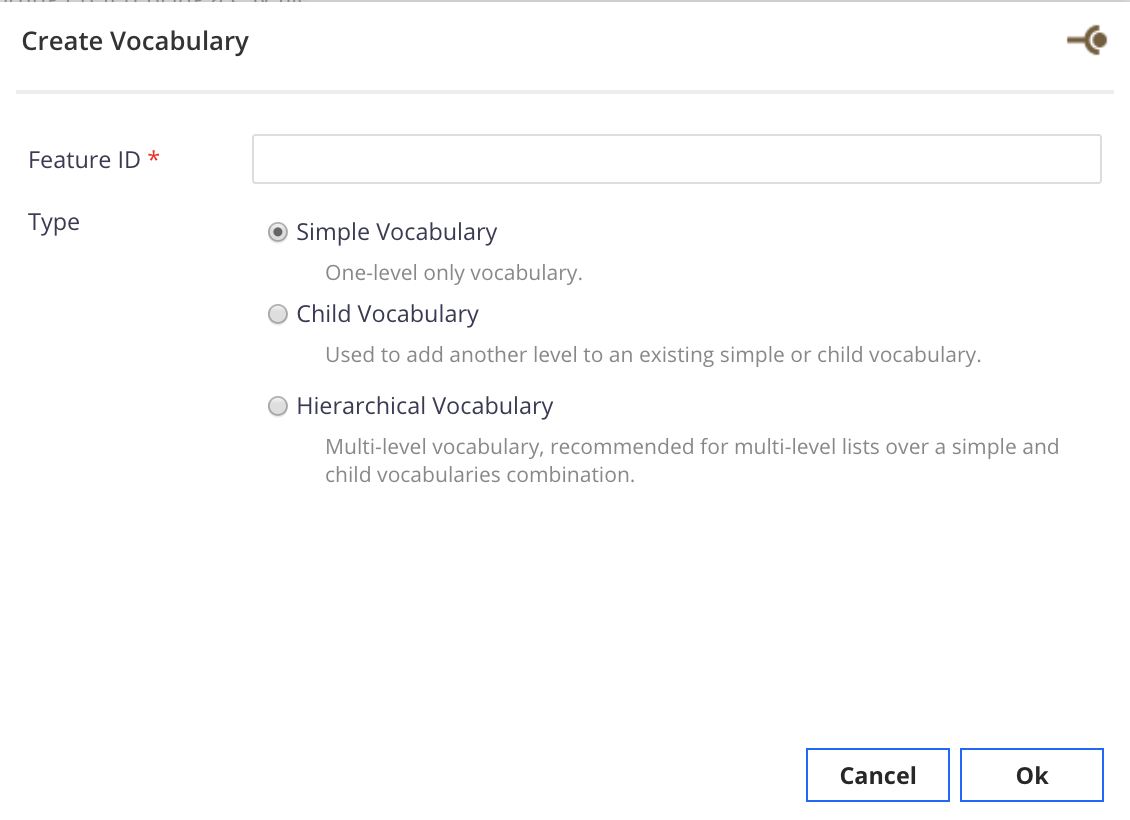 Create Vocabulary
Feature ID *
Type
Simple Vocabulary
One-level only vocabulary.
Child Vocabulary
Used to add another level to an existing simple or child vocabulary.
Hierarchical Vocabulary
Multi-level vocabulary, recommended for multi-level lists over a simple and
child vocabularies combination.
Cancel
Ok